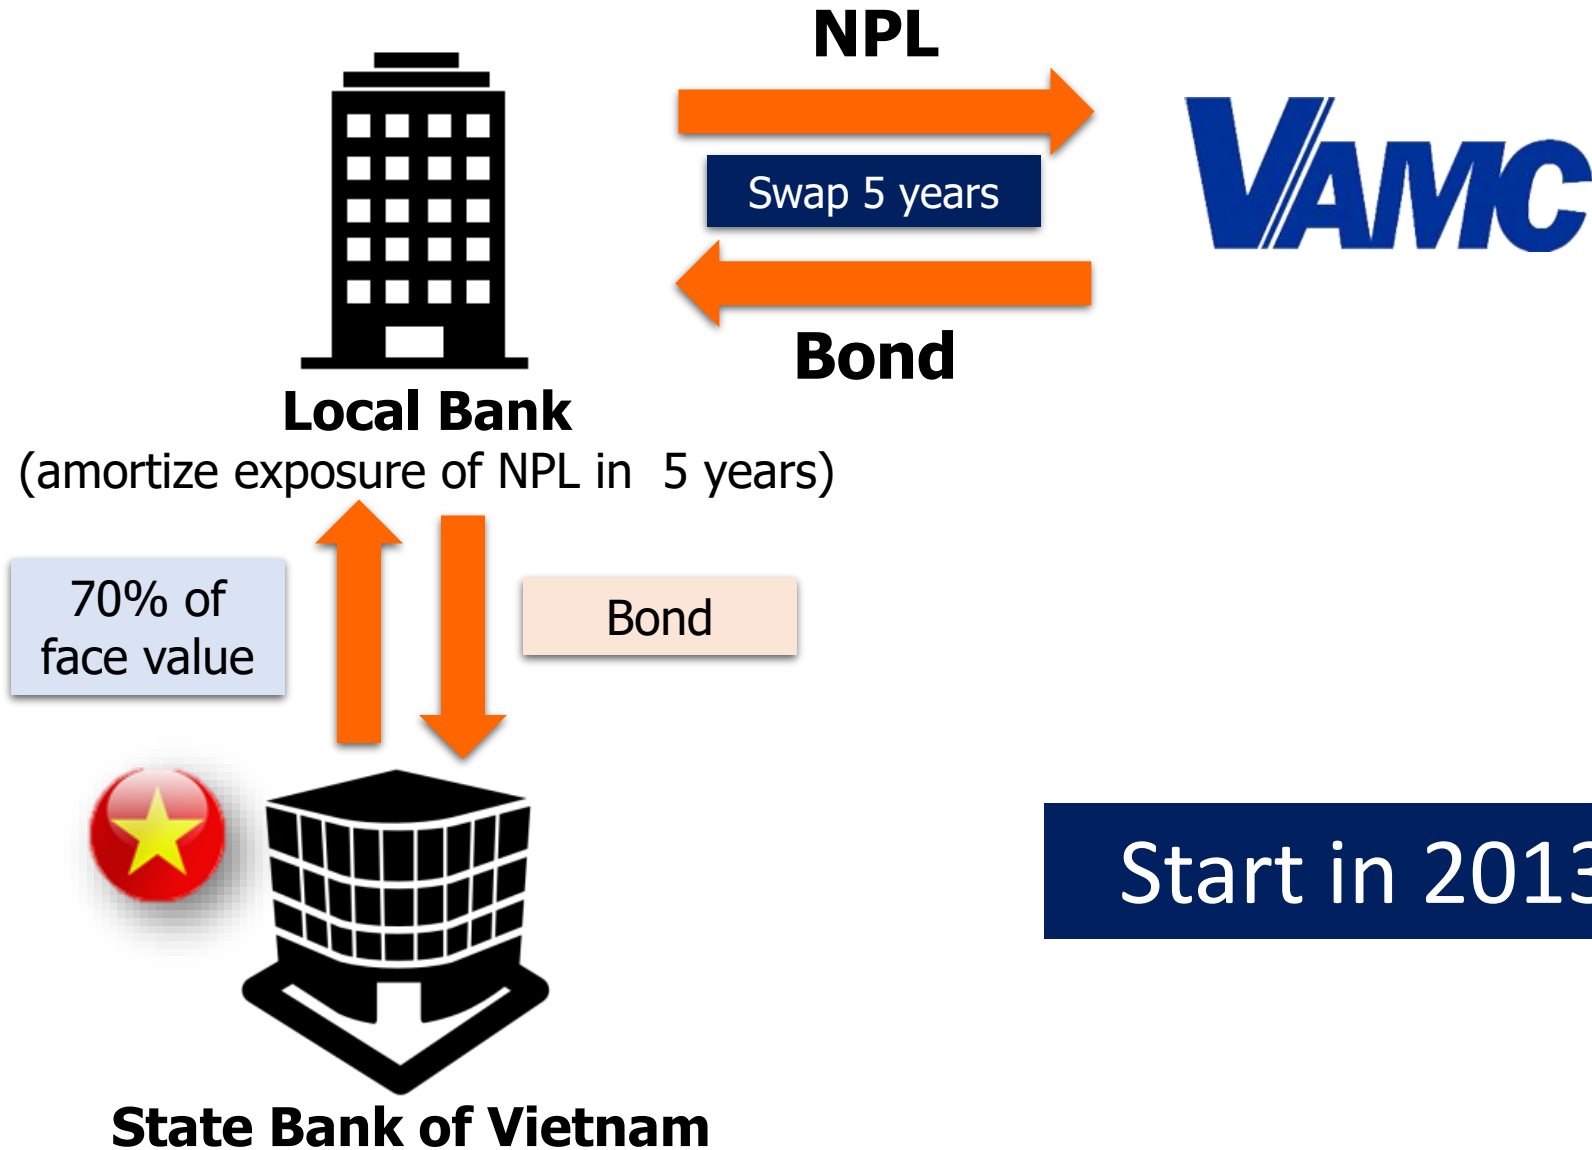 NPL
Swap 5 years
VAMC
Bond
Local Bank
(amortize exposure of NPL in 5 years)
70% of
face value
Bond
Start in 2013
State Bank of Vietnam